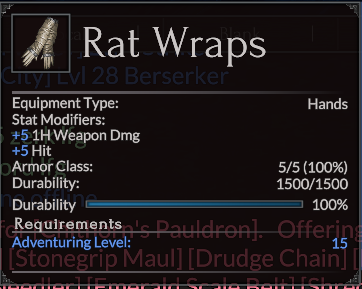 Rat Wraps
City] Lvl 28 Berserker
Equipment Type: Hands
Stat Modifiers:
+5 1H Weapon Dmg
+5 Hit
Armor Class: 5/5 (100%)
Durability: 1500/1500
Durability 100%
Requirements
Pauldron]. Offering
Adventuring Level: 15
[Stonegrip Maul] [Drudge Chain]
[Emerald Scale Belt]